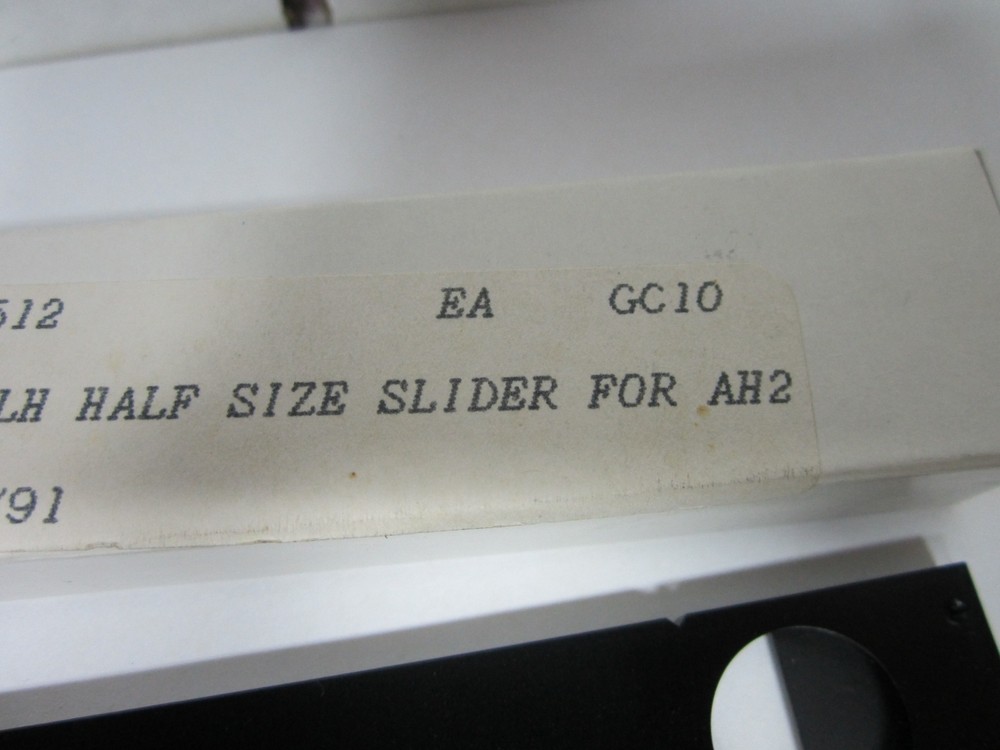 512 EA GC10
LH HALF SIZE SLIDER FOR AH2
/91